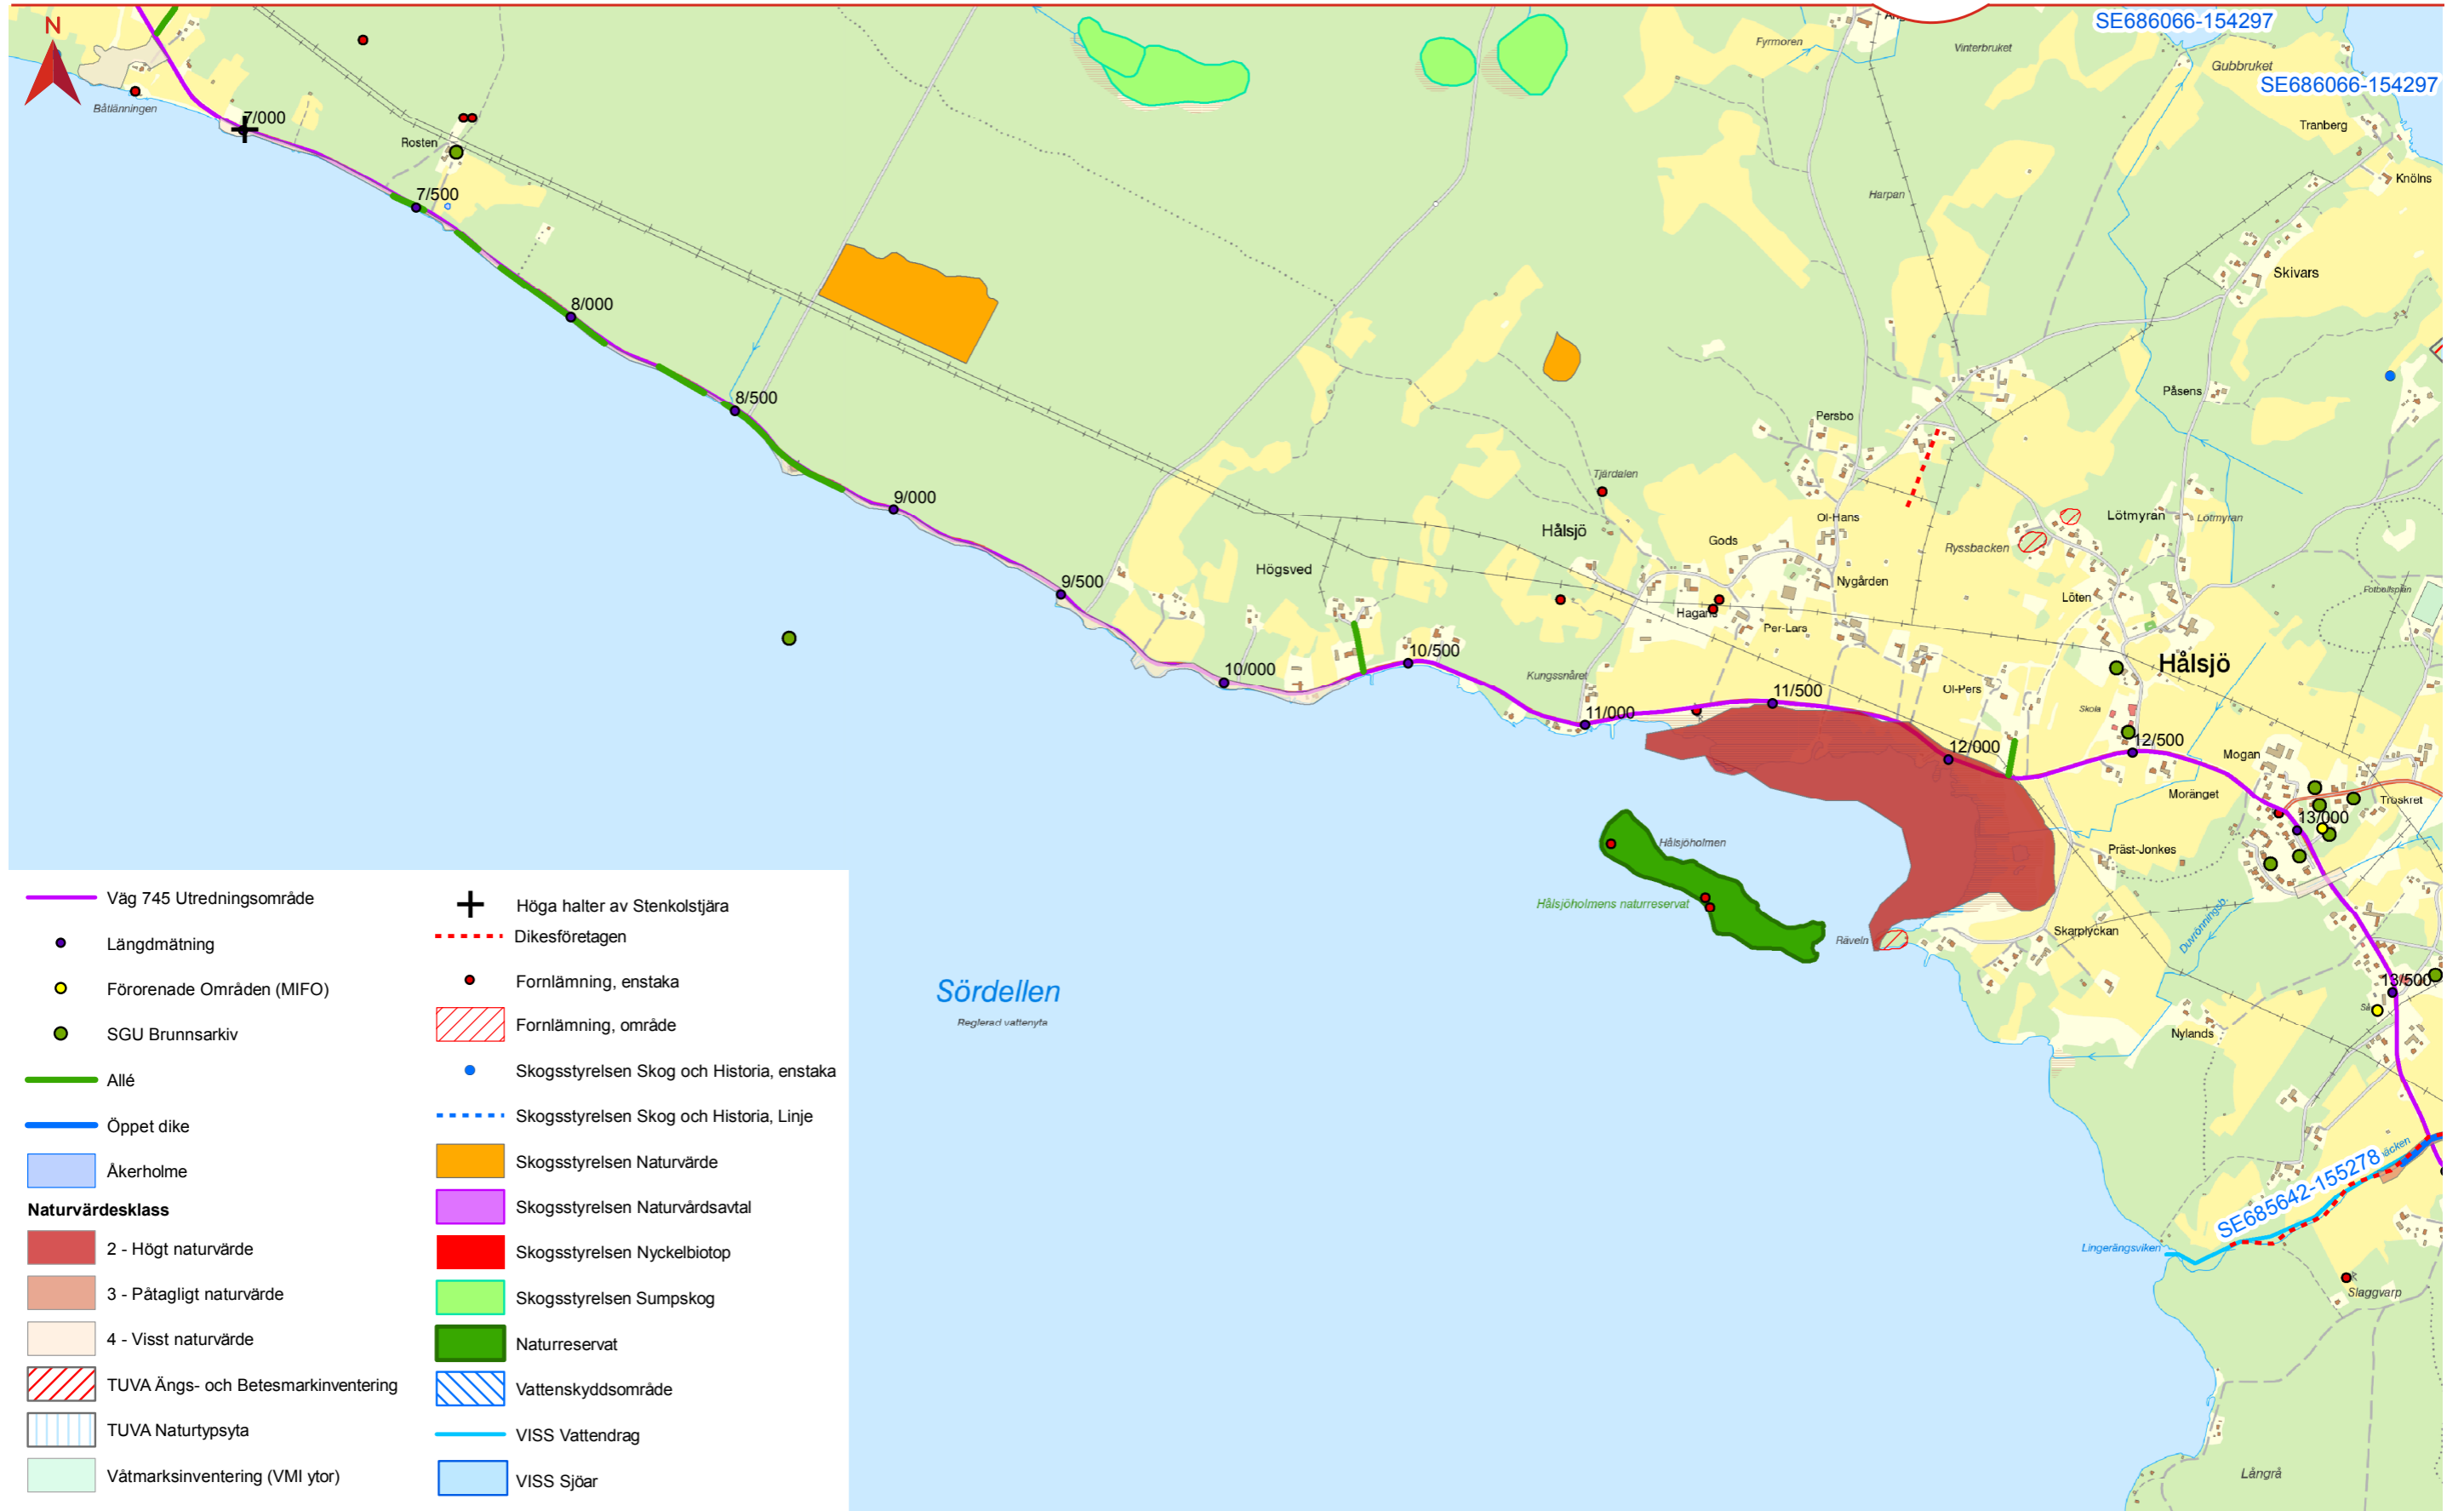 SE686066-154297
N
Fyrmoren
Vinterbruket
Gubbruket
SE686066-154297
Båtlänningen
7/000
Tranberg
Rosten
Knölns
7/500
Harpan
Skivars
8/000
8/500
Påsens
Persbo
Tjärdalen
9/000
Hålsjö
Ol-Hans
Lötmyran
Lötmyran
Gods
Ryssbacken
Högsved
9/500
Nygården
Löten
Fotbollsplan
Hagans
Per-Lars
10/500
Hålsjö
10/000
Kungssnåret
11/500
Ol-Pers
11/000
Skola
12/000
12/500
Mogan
Moränget
Troskret
13/000
Hålsjöholmen
Präst-Jonkes
Hålsjöholmens naturreservat
Räveln
Skarplyckan
Duvrönningsb.
13/500
Sördellen
Reglerad vattenyta
Nylands
SE685642-155278
Lingerängsviken
Slaggvarp
Långrå
Väg 745 Utredningsområde
Längdmätning
Förorenade Områden (MIFO)
SGU Brunnsarkiv
Allé
Öppet dike
Åkerholme
Naturvärdesklass
2 - Högt naturvärde
3 - Påtagligt naturvärde
4 - Visst naturvärde
TUVA Ängs- och Betesmarkinventering
TUVA Naturtypsyta
Våtmarksinventering (VMI ytor)
Höga halter av Stenkolstjära
Dikesföretagen
Fornlämning, enstaka
Fornlämning, område
Skogsstyrelsen Skog och Historia, enstaka
Skogsstyrelsen Skog och Historia, Linje
Skogsstyrelsen Naturvärde
Skogsstyrelsen Naturvårdsavtal
Skogsstyrelsen Nyckelbiotop
Skogsstyrelsen Sumpskog
Naturreservat
Vattenskyddsområde
VISS Vattendrag
VISS Sjöar